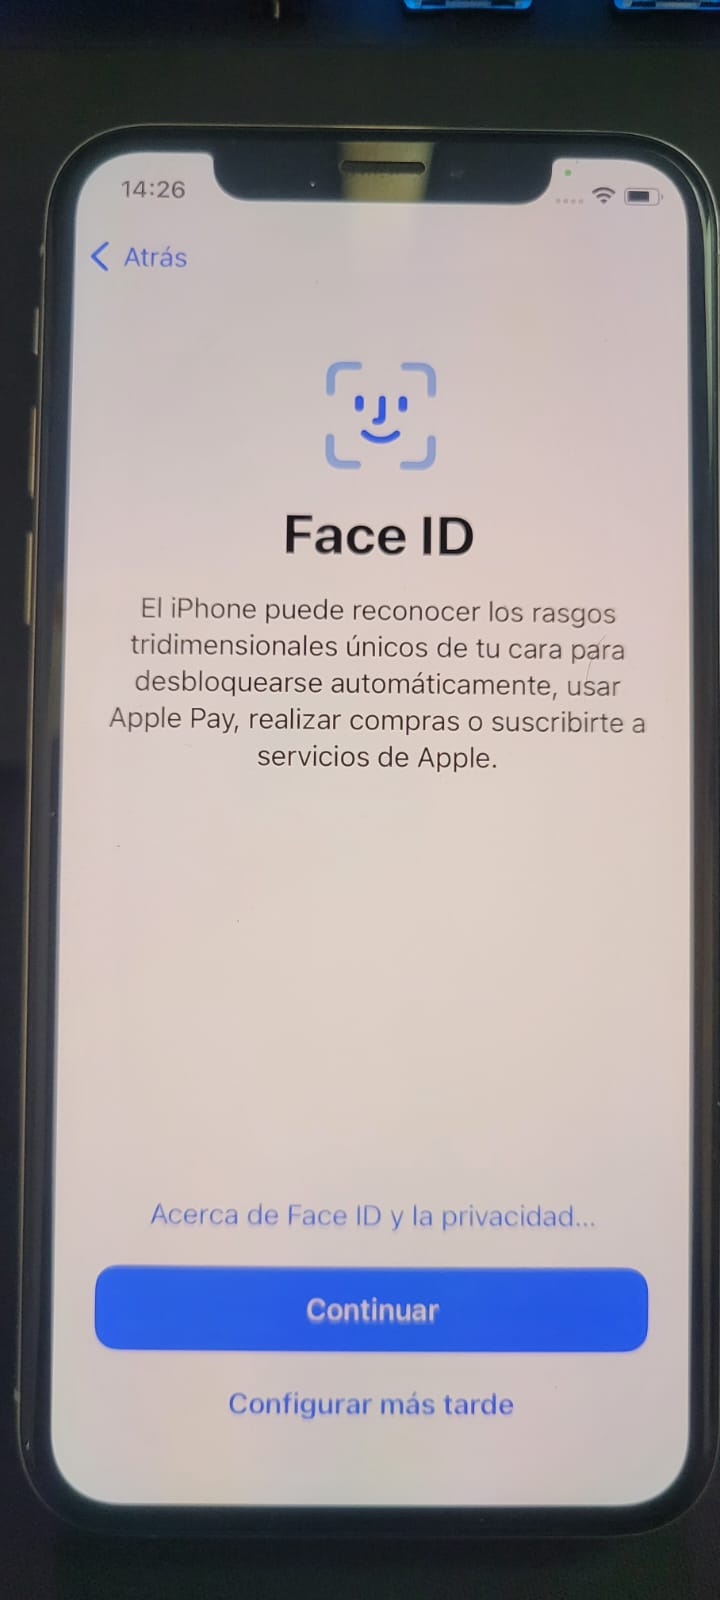 14:26
Atrás
Face ID
El iPhone puede reconocer los rasgos
tridimensionales únicos de tu cara para
desbloquearse automáticamente, usar
Apple Pay, realizar compras o suscribirte a
servicios de Apple.
Acerca de Face ID y la privacidad...
Continuar
Configurar más tarde